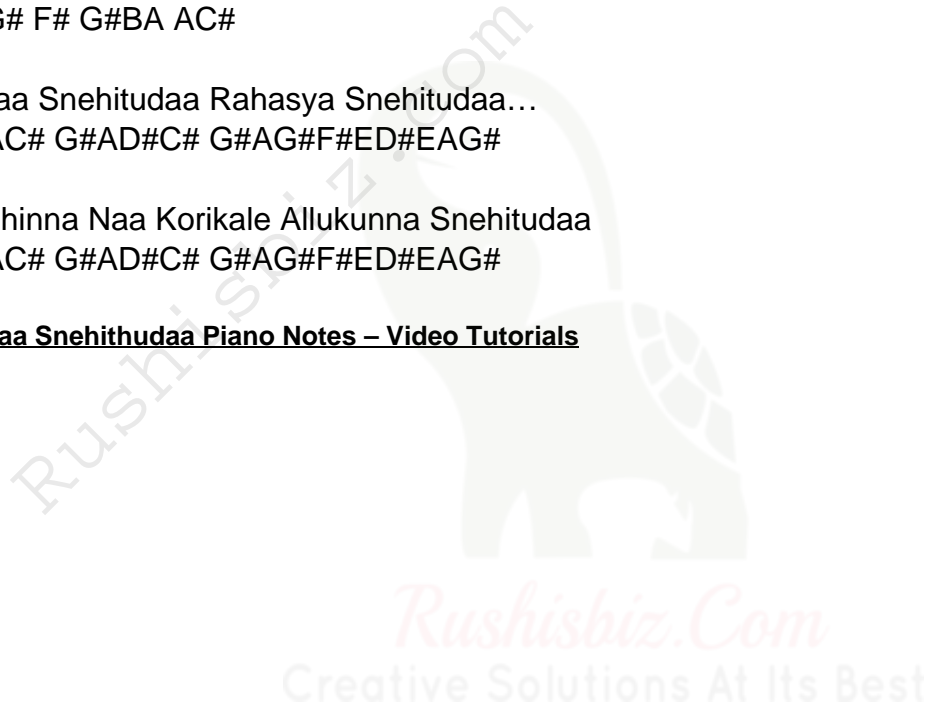 G# F# G#BA AC#
aa Snehitudaa Rahasya Snehitudaa…
AC# G#AD#C# G#AG#F#ED#EAG#
hinna Naa Korikale Allukunna Snehitudaa
AC# G#AD#C# G#AG#F#ED#EAG#
aa Snehithudaa Piano Notes – Video Tutorials
Rushisbiz.com
Rushisbiz.Com
Creative Solutions At Its Best